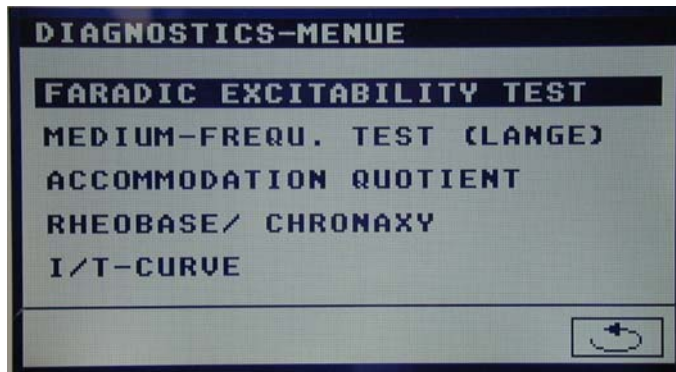 DIAGNOSTICS-MENUE
FARADIC EXCITABILITY TEST
MEDIUM-FREQU. TEST (LANGE)
ACCOMMODATION QUOTIENT
RHEOBASE/ CHRONAXY
I/T-CURVE